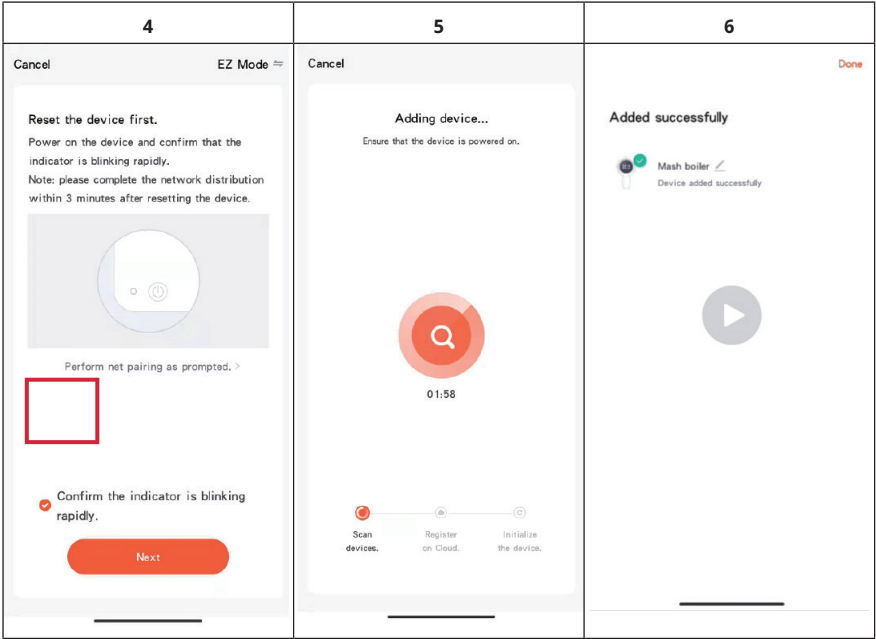 4
5
6
Cancel
EZ Mode
Reset the device first.
Power on the device and confirm that the
indicator is blinking rapidly.
Note: please complete the network distribution
within 3 minutes after resetting the device.
Perform net pairing as prompted. >
Confirm the indicator is blinking
rapidly.
Next
Cancel
Adding device...
Ensure that the device is powered on.
01:58
Scan
devices.
Register
on Cloud.
Initialize
the device.
Done
Added successfully
Mash boiler
Device added successfully